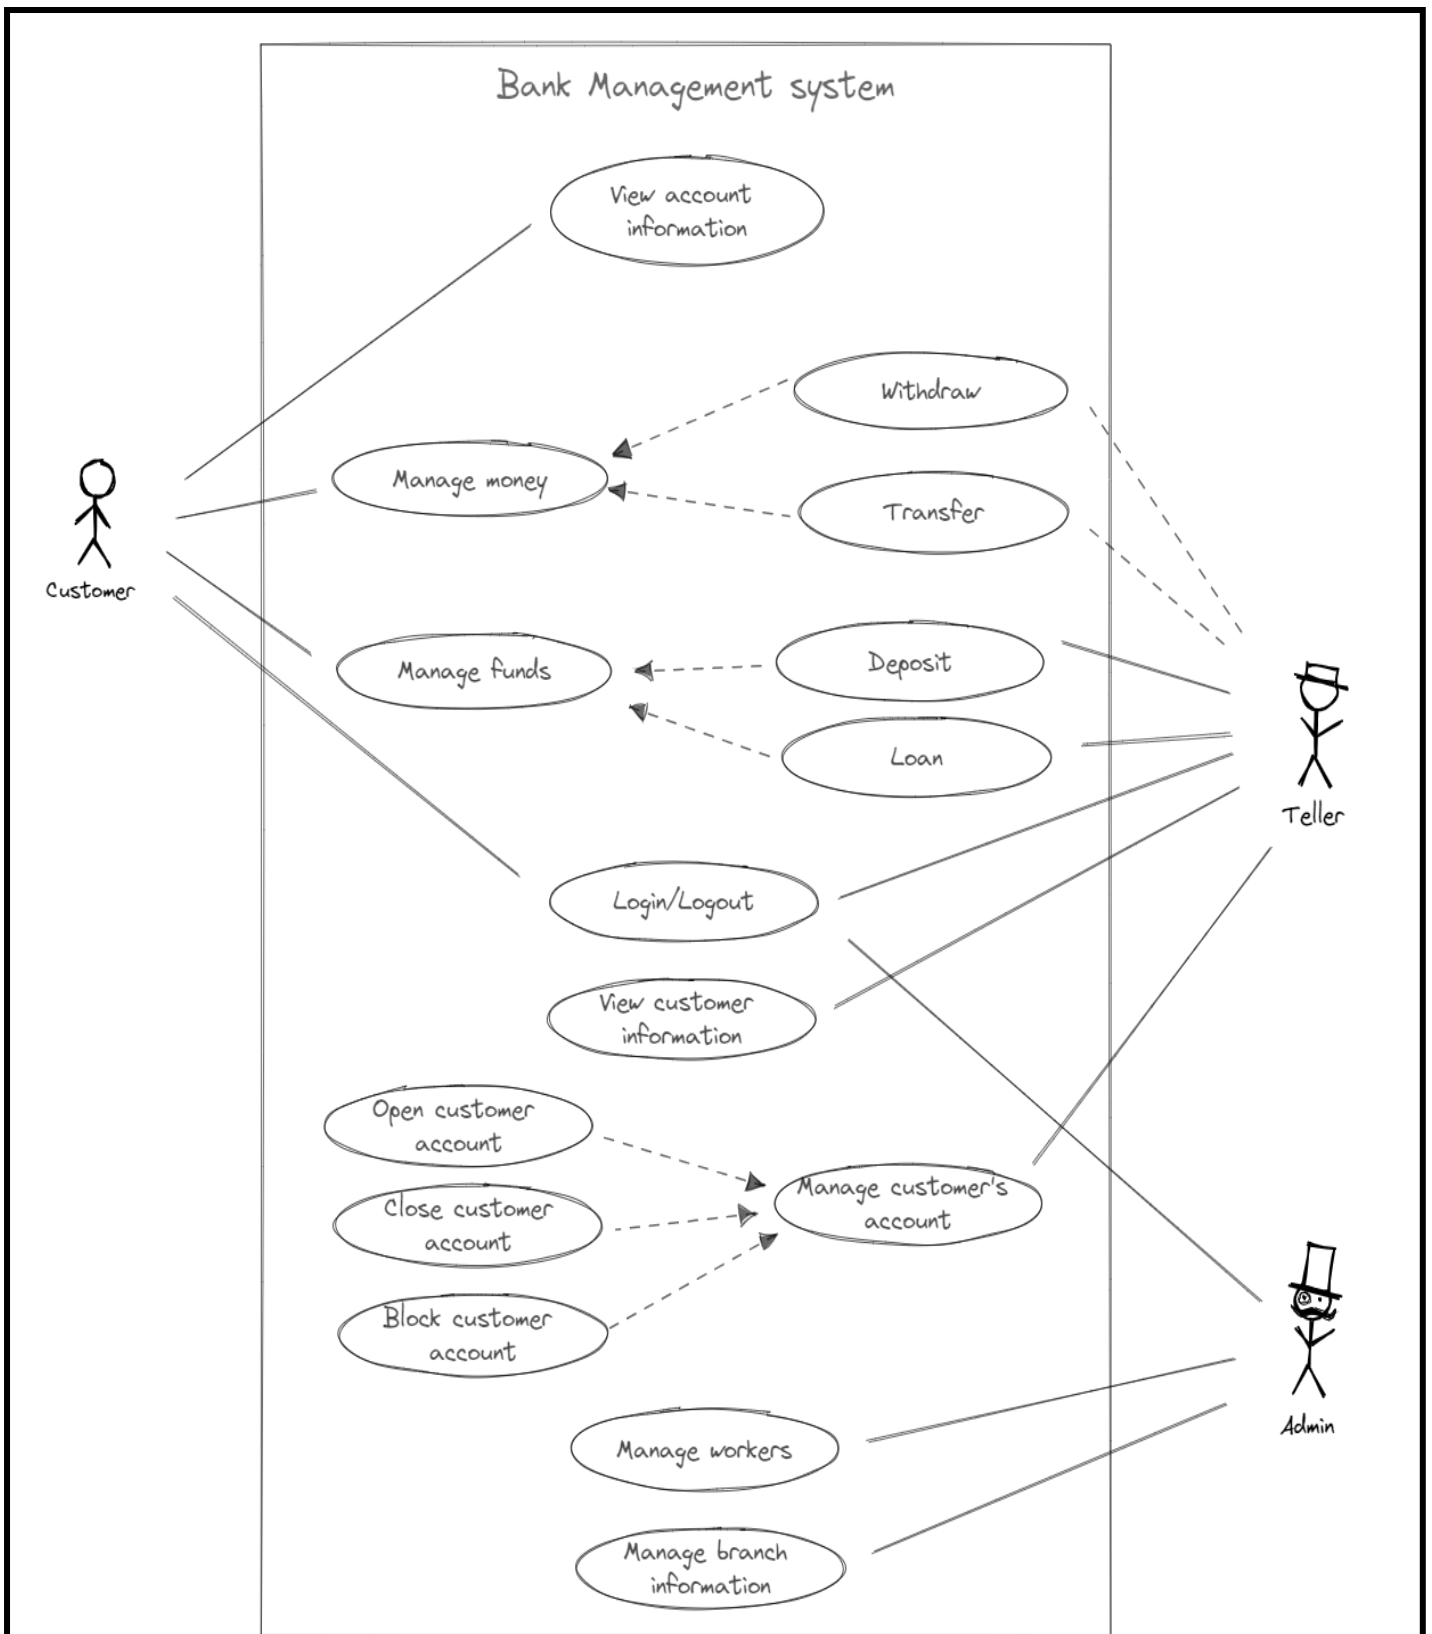 Bank Management system
View account
information
Withdraw
Manage money
Transfer
Customer
Manage funds
Deposit
Loan
Teller
Login/Logout
View customer
information
Open customer
account
Close customer
account
Manage customer's
account
Block customer
account
Admin
Manage workers
Manage branch
information